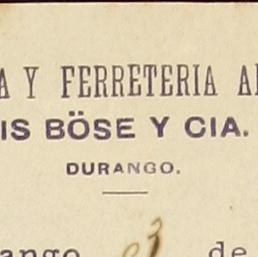 A Y FERRETERIA A
IS BÖSE Y CIA.
DURANGO.
ango 3 de